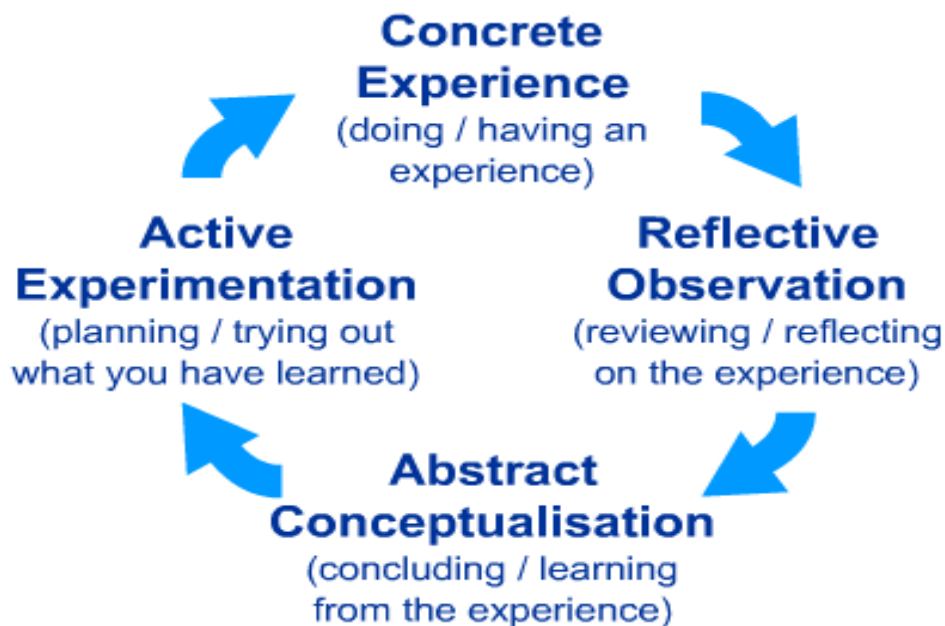 Concrete
Experience
(doing / having an
experience)
Reflective
Observation
(reviewing / reflecting
on the experience)
Abstract
Conceptualisation
(concluding / learning
from the experience)
Active
Experimentation
(planning / trying out
what you have learned)